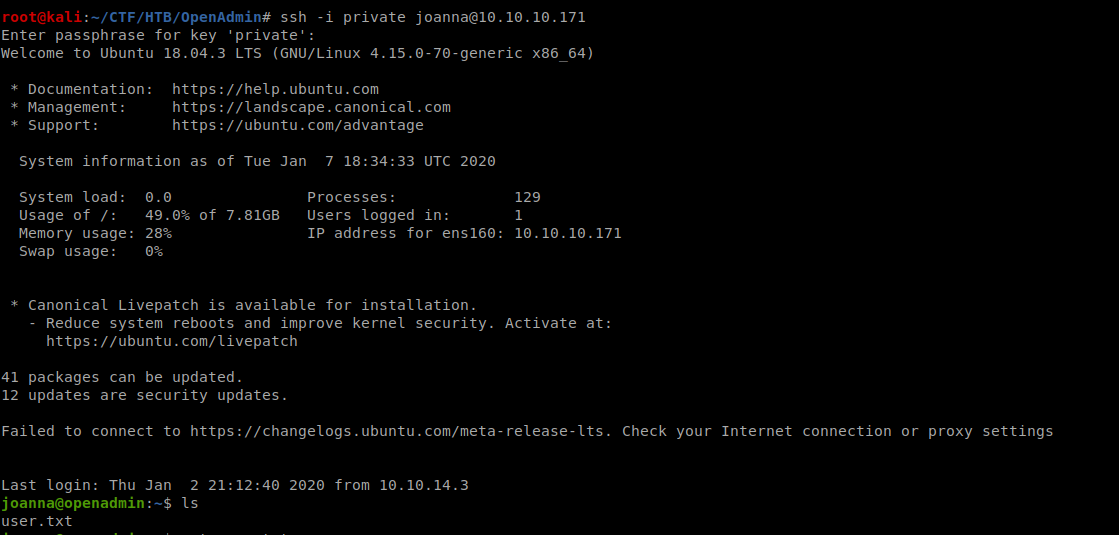 root@kali:~/CTF/HTB/OpenAdmin# ssh -i private joanna@10.10.10.171
Enter passphrase for key 'private':
Welcome to Ubuntu 18.04.3 LTS (GNU/Linux 4.15.0-70-generic x86_64)
* Documentation:  https://help.ubuntu.com
* Management:     https://landscape.canonical.com
* Support:        https://ubuntu.com/advantage
System information as of Tue Jan  7 18:34:33 UTC 2020
System load:  0.0                Processes:             129
Usage of /:   49.0% of 7.81GB   Users logged in:       1
Memory usage: 28%                IP address for ens160: 10.10.10.171
Swap usage:   0%
* Canonical Livepatch is available for installation.
- Reduce system reboots and improve kernel security. Activate at:
https://ubuntu.com/livepatch
41 packages can be updated.
12 updates are security updates.
Failed to connect to https://changelogs.ubuntu.com/meta-release-lts. Check your Internet connection or proxy settings
Last login: Thu Jan  2 21:12:40 2020 from 10.10.14.3
joanna@openadmin:~$ ls
user.txt